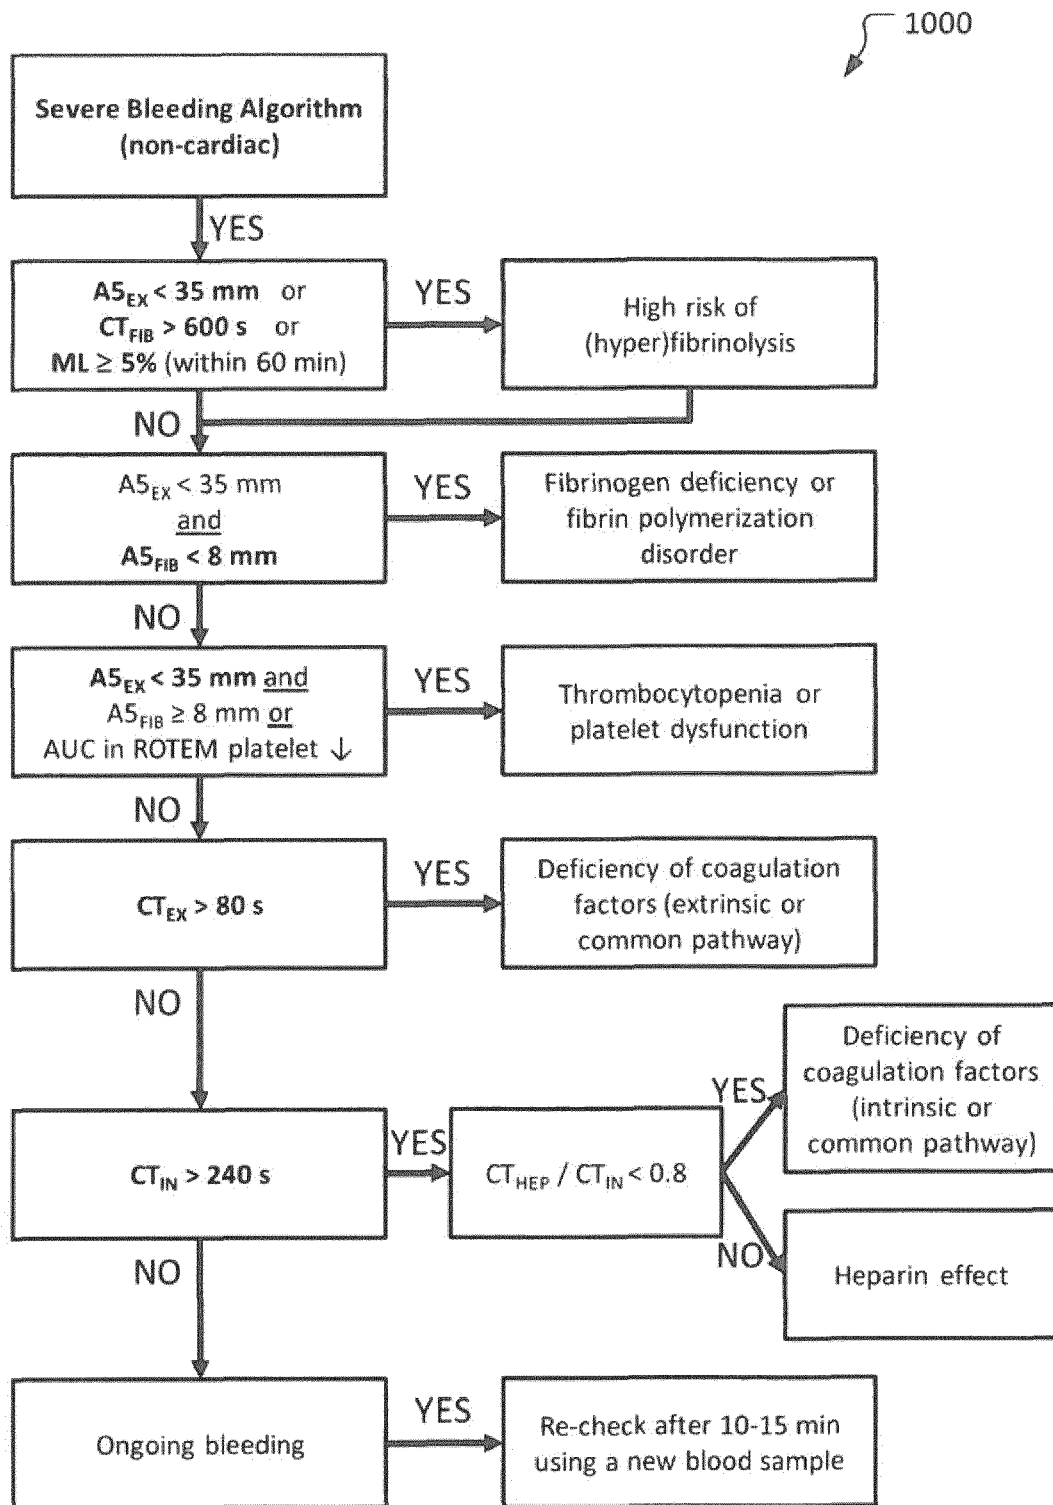 1000
Severe Bleeding Algorithm
(non-cardiac)
YES
A5EX < 35 mm or
CTFIB > 600 s or
ML ≥ 5% (within 60 min)
YES
High risk of
(hyper)fibrinolysis
NO
A5EX < 35 mm
and
A5FIB < 8 mm
YES
Fibrinogen deficiency or
fibrin polymerization
disorder
NO
A5EX < 35 mm and
A5FIB ≥ 8 mm or
AUC in ROTEM platelet ↓
YES
Thrombocytopenia or
platelet dysfunction
NO
CTEX > 80 s
YES
Deficiency of coagulation
factors (extrinsic or
common pathway)
NO
CTIN > 240 s
YES
CTHEP / CTIN < 0.8
YES
Deficiency of
coagulation factors
(intrinsic or
common pathway)
NO
Heparin effect
NO
Ongoing bleeding
YES
Re-check after 10-15 min
using a new blood sample